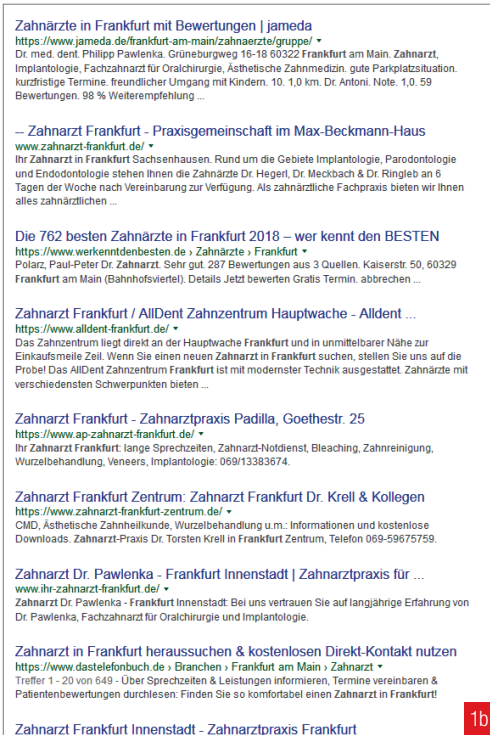 Zahnärzte in Frankfurt mit Bewertungen | jameda
https://www.jameda.de/frankfurt-am-main/zahnaerzte/gruppe/ ▾
Dr. med. dent. Philipp Pawlenka. Grüneburgweg 16-18 60322 Frankfurt am Main. Zahnarzt,
Implantologie, Fachzahnarzt für Oralchirurgie, Ästhetische Zahnmedizin. gute Parkplatzsituation.
kurzfristige Termine. freundlicher Umgang mit Kindern. 10. 1,0 km. Dr. Antoni. Note. 1,0. 59
Bewertungen. 98 % Weiterempfehlung ...
-- Zahnarzt Frankfurt - Praxisgemeinschaft im Max-Beckmann-Haus
www.zahnarzt-frankfurt.de/ ▾
Ihr Zahnarzt in Frankfurt Sachsenhausen. Rund um die Gebiete Implantologie, Parodontologie
und Endodontologie stehen Ihnen die Zahnärzte Dr. Hegerl, Dr. Meckbach & Dr. Ringleb an 6
Tagen der Woche nach Vereinbarung zur Verfügung. Als zahnärztliche Fachpraxis bieten wir Ihnen
alles zahnärztlichen ...
Die 762 besten Zahnärzte in Frankfurt 2018 – wer kennt den BESTEN
https://www.werkenntdenbesten.de › Zahnärzte › Frankfurt ▾
Polarz, Paul-Peter Dr. Zahnarzt. Sehr gut. 287 Bewertungen aus 3 Quellen. Kaiserstr. 50, 60329
Frankfurt am Main (Bahnhofsviertel). Details Jetzt bewerten Gratis Termin. abbrechen ...
Zahnarzt Frankfurt / AllDent Zahnzentrum Hauptwache - Alldent ...
https://www.alldent-frankfurt.de/ ▾
Das Zahnzentrum liegt direkt an der Hauptwache Frankfurt und in unmittelbarer Nähe zur
Einkaufsmeile Zeil. Wenn Sie einen neuen Zahnarzt in Frankfurt suchen, stellen Sie uns auf die
Probe! Das AllDent Zahnzentrum Frankfurt ist mit modernster Technik ausgestattet. Zahnärzte mit
verschiedensten Schwerpunkten bieten ...
Zahnarzt Frankfurt - Zahnarztpraxis Padilla, Goethestr. 25
https://www.ap-zahnarzt-frankfurt.de/ ▾
Ihr Zahnarzt Frankfurt: lange Sprechzeiten, Zahnarzt-Notdienst, Bleaching, Zahnreinigung,
Wurzelbehandlung, Veneers, Implantologie: 069/13383674.
Zahnarzt Frankfurt Zentrum: Zahnarzt Frankfurt Dr. Krell & Kollegen
https://www.zahnarzt-frankfurt-zentrum.de/ ▾
CMD, Ästhetische Zahnheilkunde, Wurzelbehandlung u.m.: Informationen und kostenlose
Downloads. Zahnarzt-Praxis Dr. Torsten Krell in Frankfurt Zentrum, Telefon 069-59675759.
Zahnarzt Dr. Pawlenka - Frankfurt Innenstadt | Zahnarztpraxis für ...
www.ihr-zahnarzt-frankfurt.de/ ▾
Zahnarzt Dr. Pawlenka - Frankfurt Innenstadt: Bei uns vertrauen Sie auf langjährige Erfahrung von
Dr. Pawlenka, Fachzahnarzt für Oralchirurgie und Implantologie.
Zahnarzt in Frankfurt heraussuchen & kostenlosen Direkt-Kontakt nutzen
https://www.dastelefonbuch.de › Branchen › Frankfurt am Main › Zahnarzt ▾
Treffer 1 - 20 von 649 - Über Sprechzeiten & Leistungen informieren, Termine vereinbaren &
Patientenbewertungen durchlesen: Finden Sie so komfortabel einen Zahnarzt in Frankfurt!
Zahnarzt Frankfurt Innenstadt - Zahnarztpraxis Frankfurt
1b